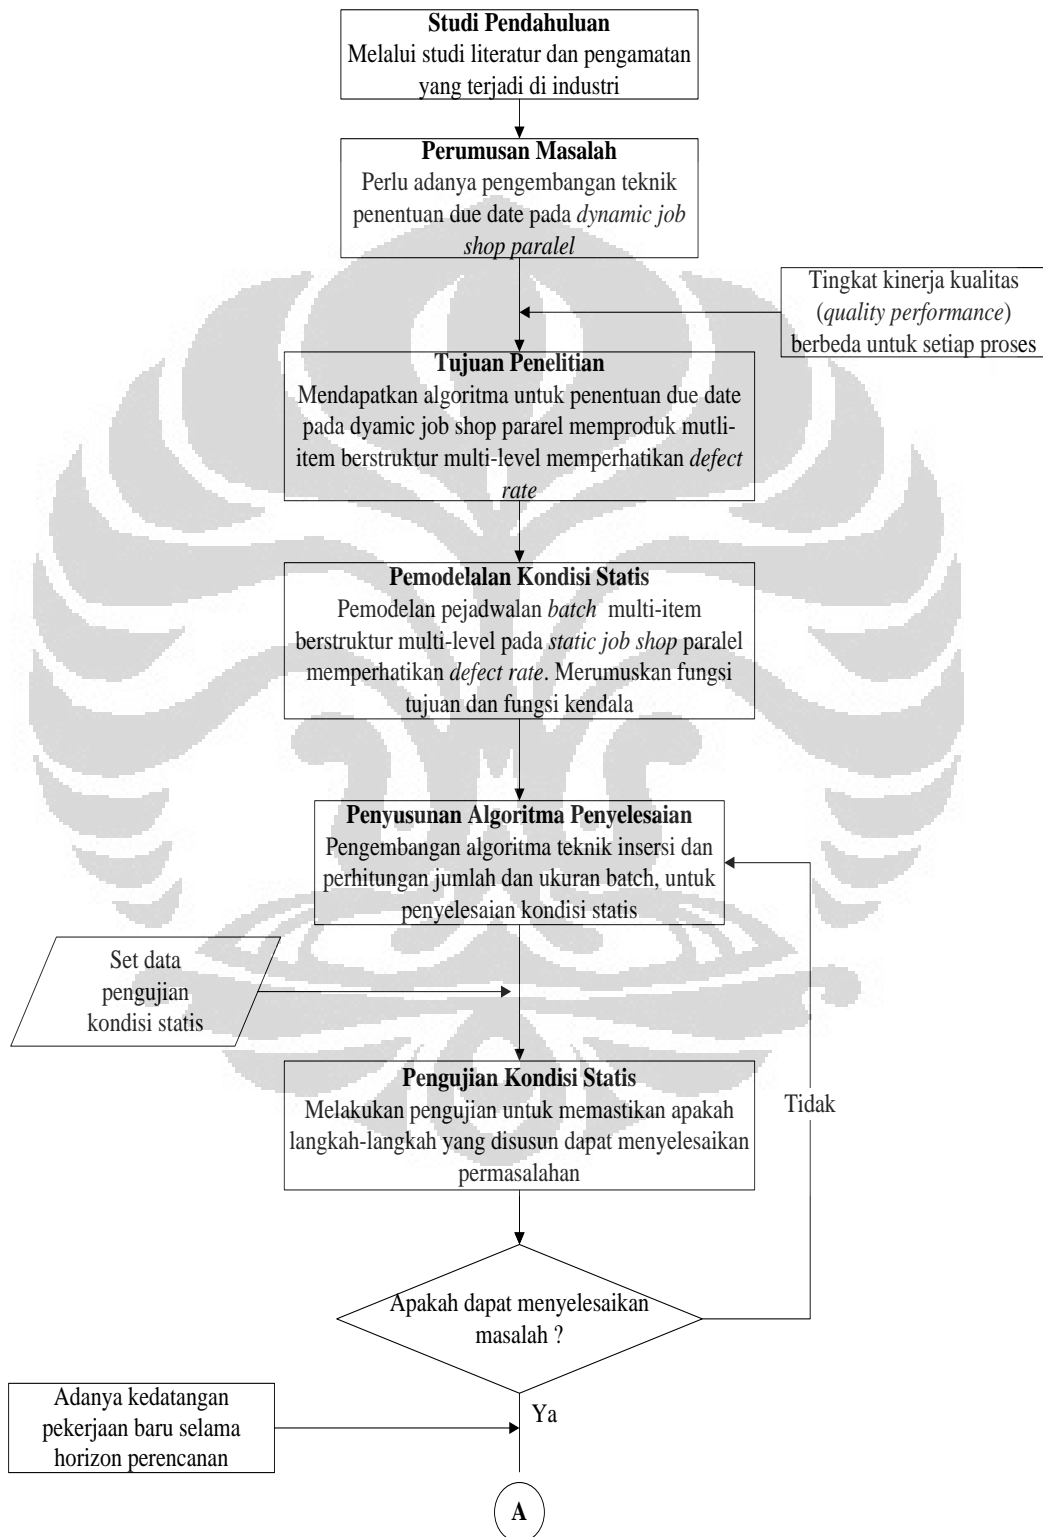 Studi Pendahuluan
Melalui studi literatur dan pengamatan
yang terjadi di industri
Perumusan Masalah
Perlu adanya pengembangan teknik
penentuan due date pada dynamic job
shop paralel
Tingkat kinerja kualitas
(quality performance)
berbeda untuk setiap proses
Tujuan Penelitian
Mendapatkan algoritma untuk penentuan due date
pada dyamic job shop pararel memproduk mutli-
item berstruktur multi-level memperhatikan defect
rate
Pemodelalan Kondisi Statis
Pemodelan pejadwalan batch multi-item
berstruktur multi-level pada static job shop paralel
memperhatikan defect rate. Merumuskan fungsi
tujuan dan fungsi kendala
Penyusunan Algoritma Penyelesaian
Pengembangan algoritma teknik insersi dan
perhitungan jumlah dan ukuran batch, untuk
penyelesaian kondisi statis
Set data
pengujian
kondisi statis
Pengujian Kondisi Statis
Melakukan pengujian untuk memastikan apakah
langkah-langkah yang disusun dapat menyelesaikan
permasalahan
Tidak
Apakah dapat menyelesaikan
masalah ?
Adanya kedatangan
pekerjaan baru selama
horizon perencanan
Ya
A